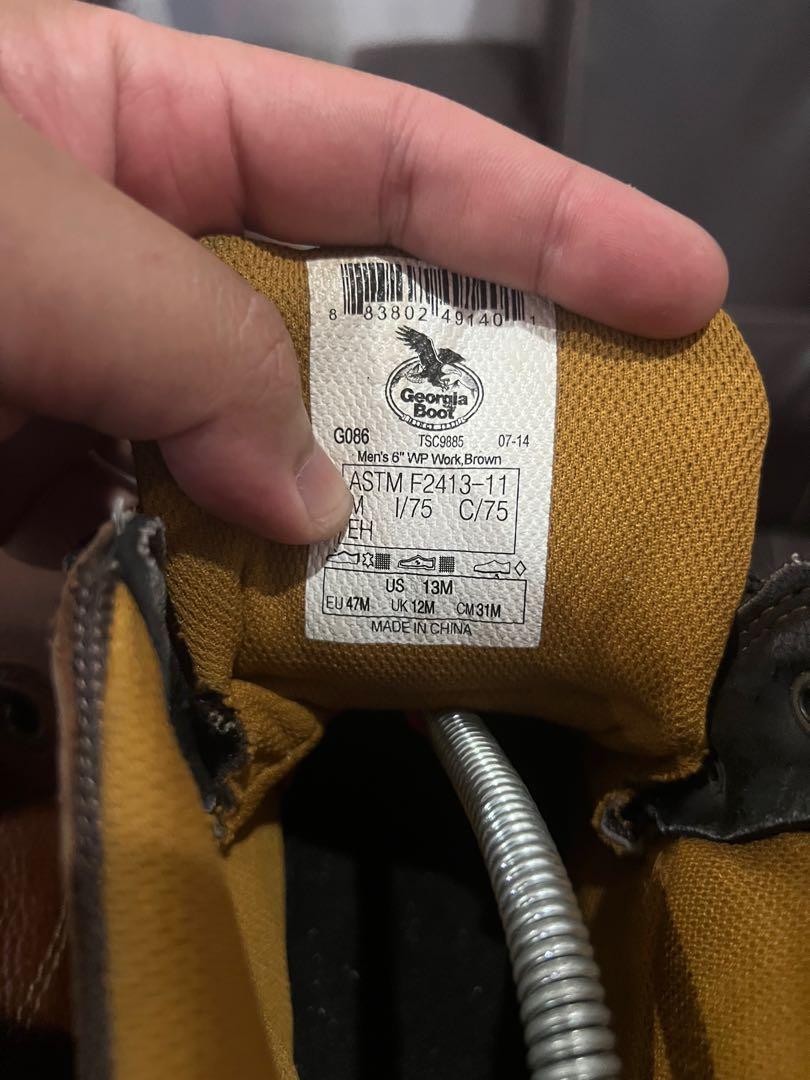 8 83802 49140 1
Georgia
Boot
G086 TSC9885 07-14
Men's 6" WP Work,Brown
ASTM F2413-11
M I/75 C/75
EH
US 13M
EU 47M UK 12M CM 31M
MADE IN CHINA